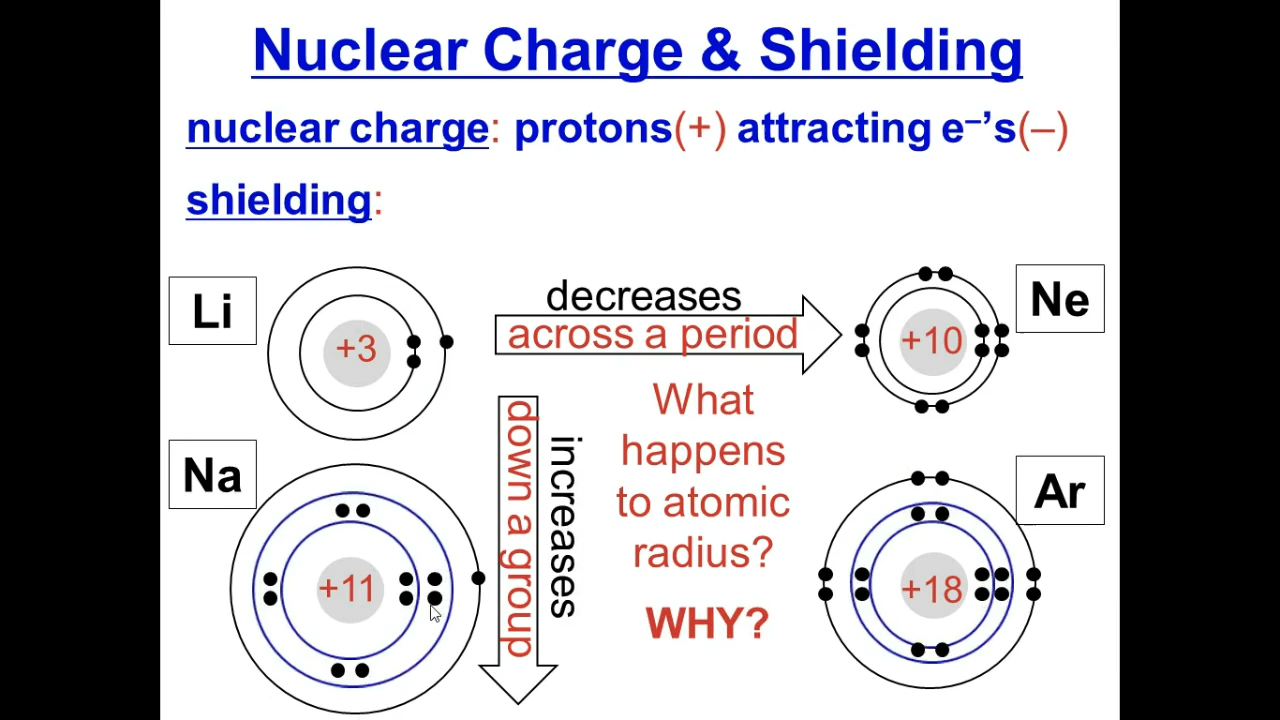 Nuclear Charge & Shielding
nuclear charge: protons(+) attracting e–’s(–)
shielding:
Li
+3
decreases
across a period
+10
Ne
down a group
increases
What
happens
to atomic
radius?
WHY?
Na
+11
+18
Ar